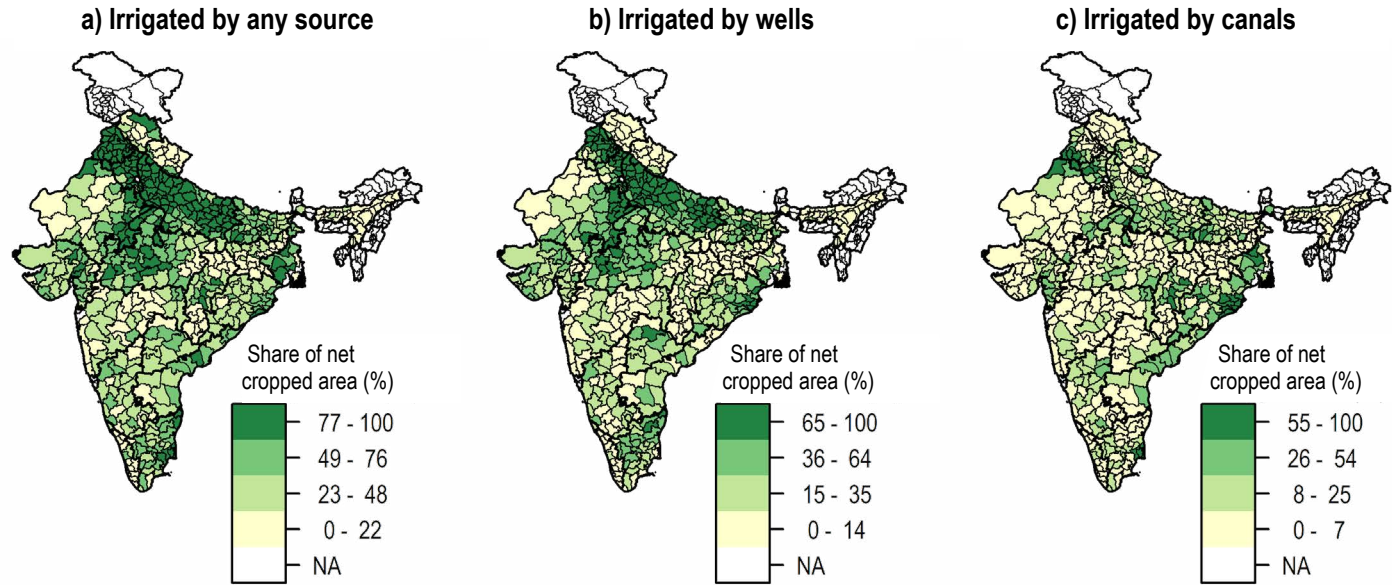 a) Irrigated by any source
b) Irrigated by wells
c) Irrigated by canals
Share of net
cropped area (%)
77 - 100
49 - 76
23 - 48
0 - 22
NA
Share of net
cropped area (%)
65 - 100
36 - 64
15 - 35
0 - 14
NA
Share of net
cropped area (%)
55 - 100
26 - 54
8 - 25
0 - 7
NA